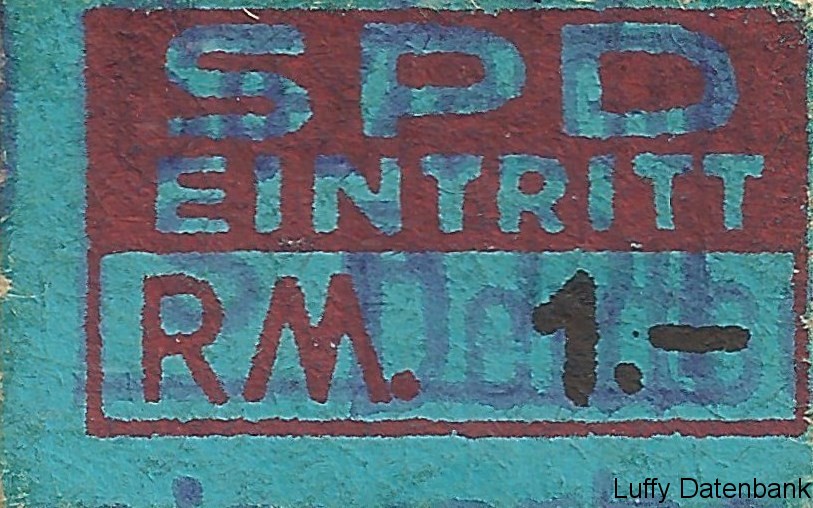 SPD
EINTRITT
RM. 1.-
Luffy Datenbank